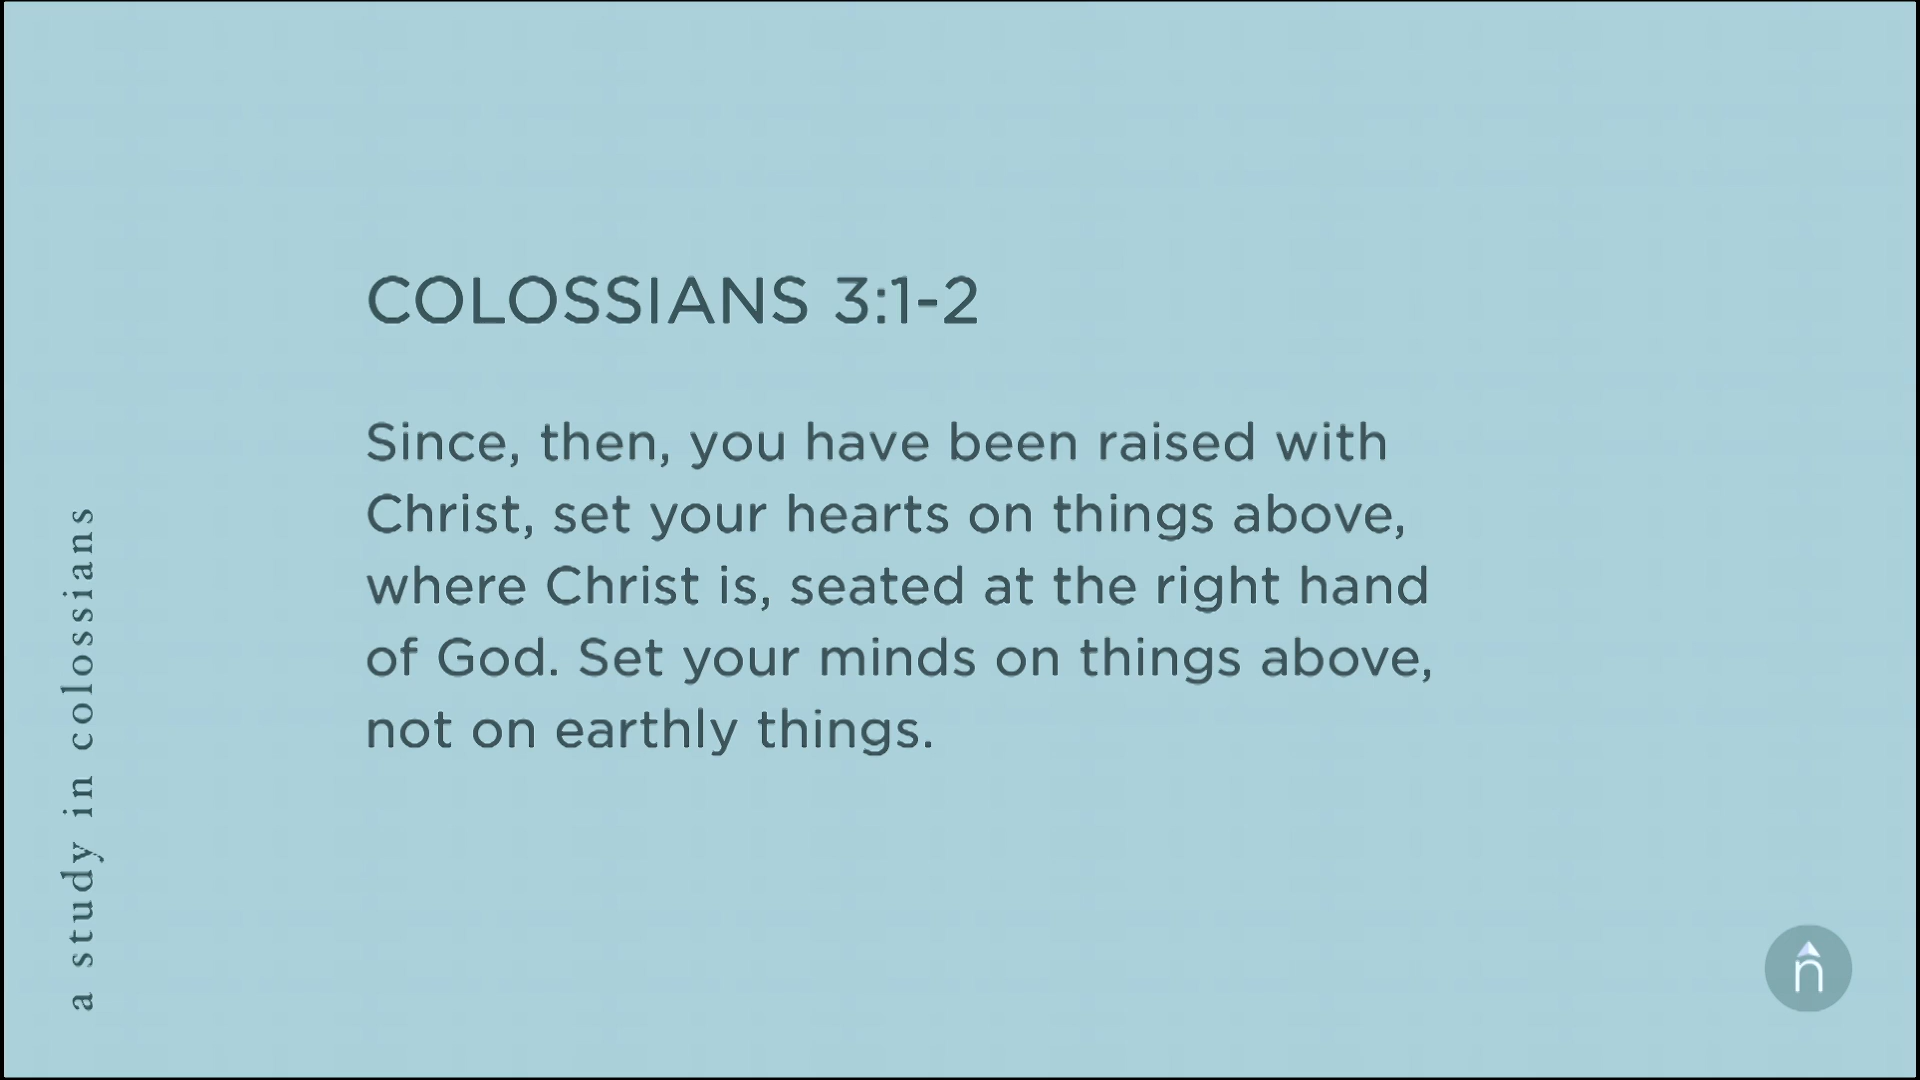 COLOSSIANS 3:1-2
Since, then, you have been raised with
Christ, set your hearts on things above,
where Christ is, seated at the right hand
of God. Set your minds on things above,
not on earthly things.
a study in colossians
n